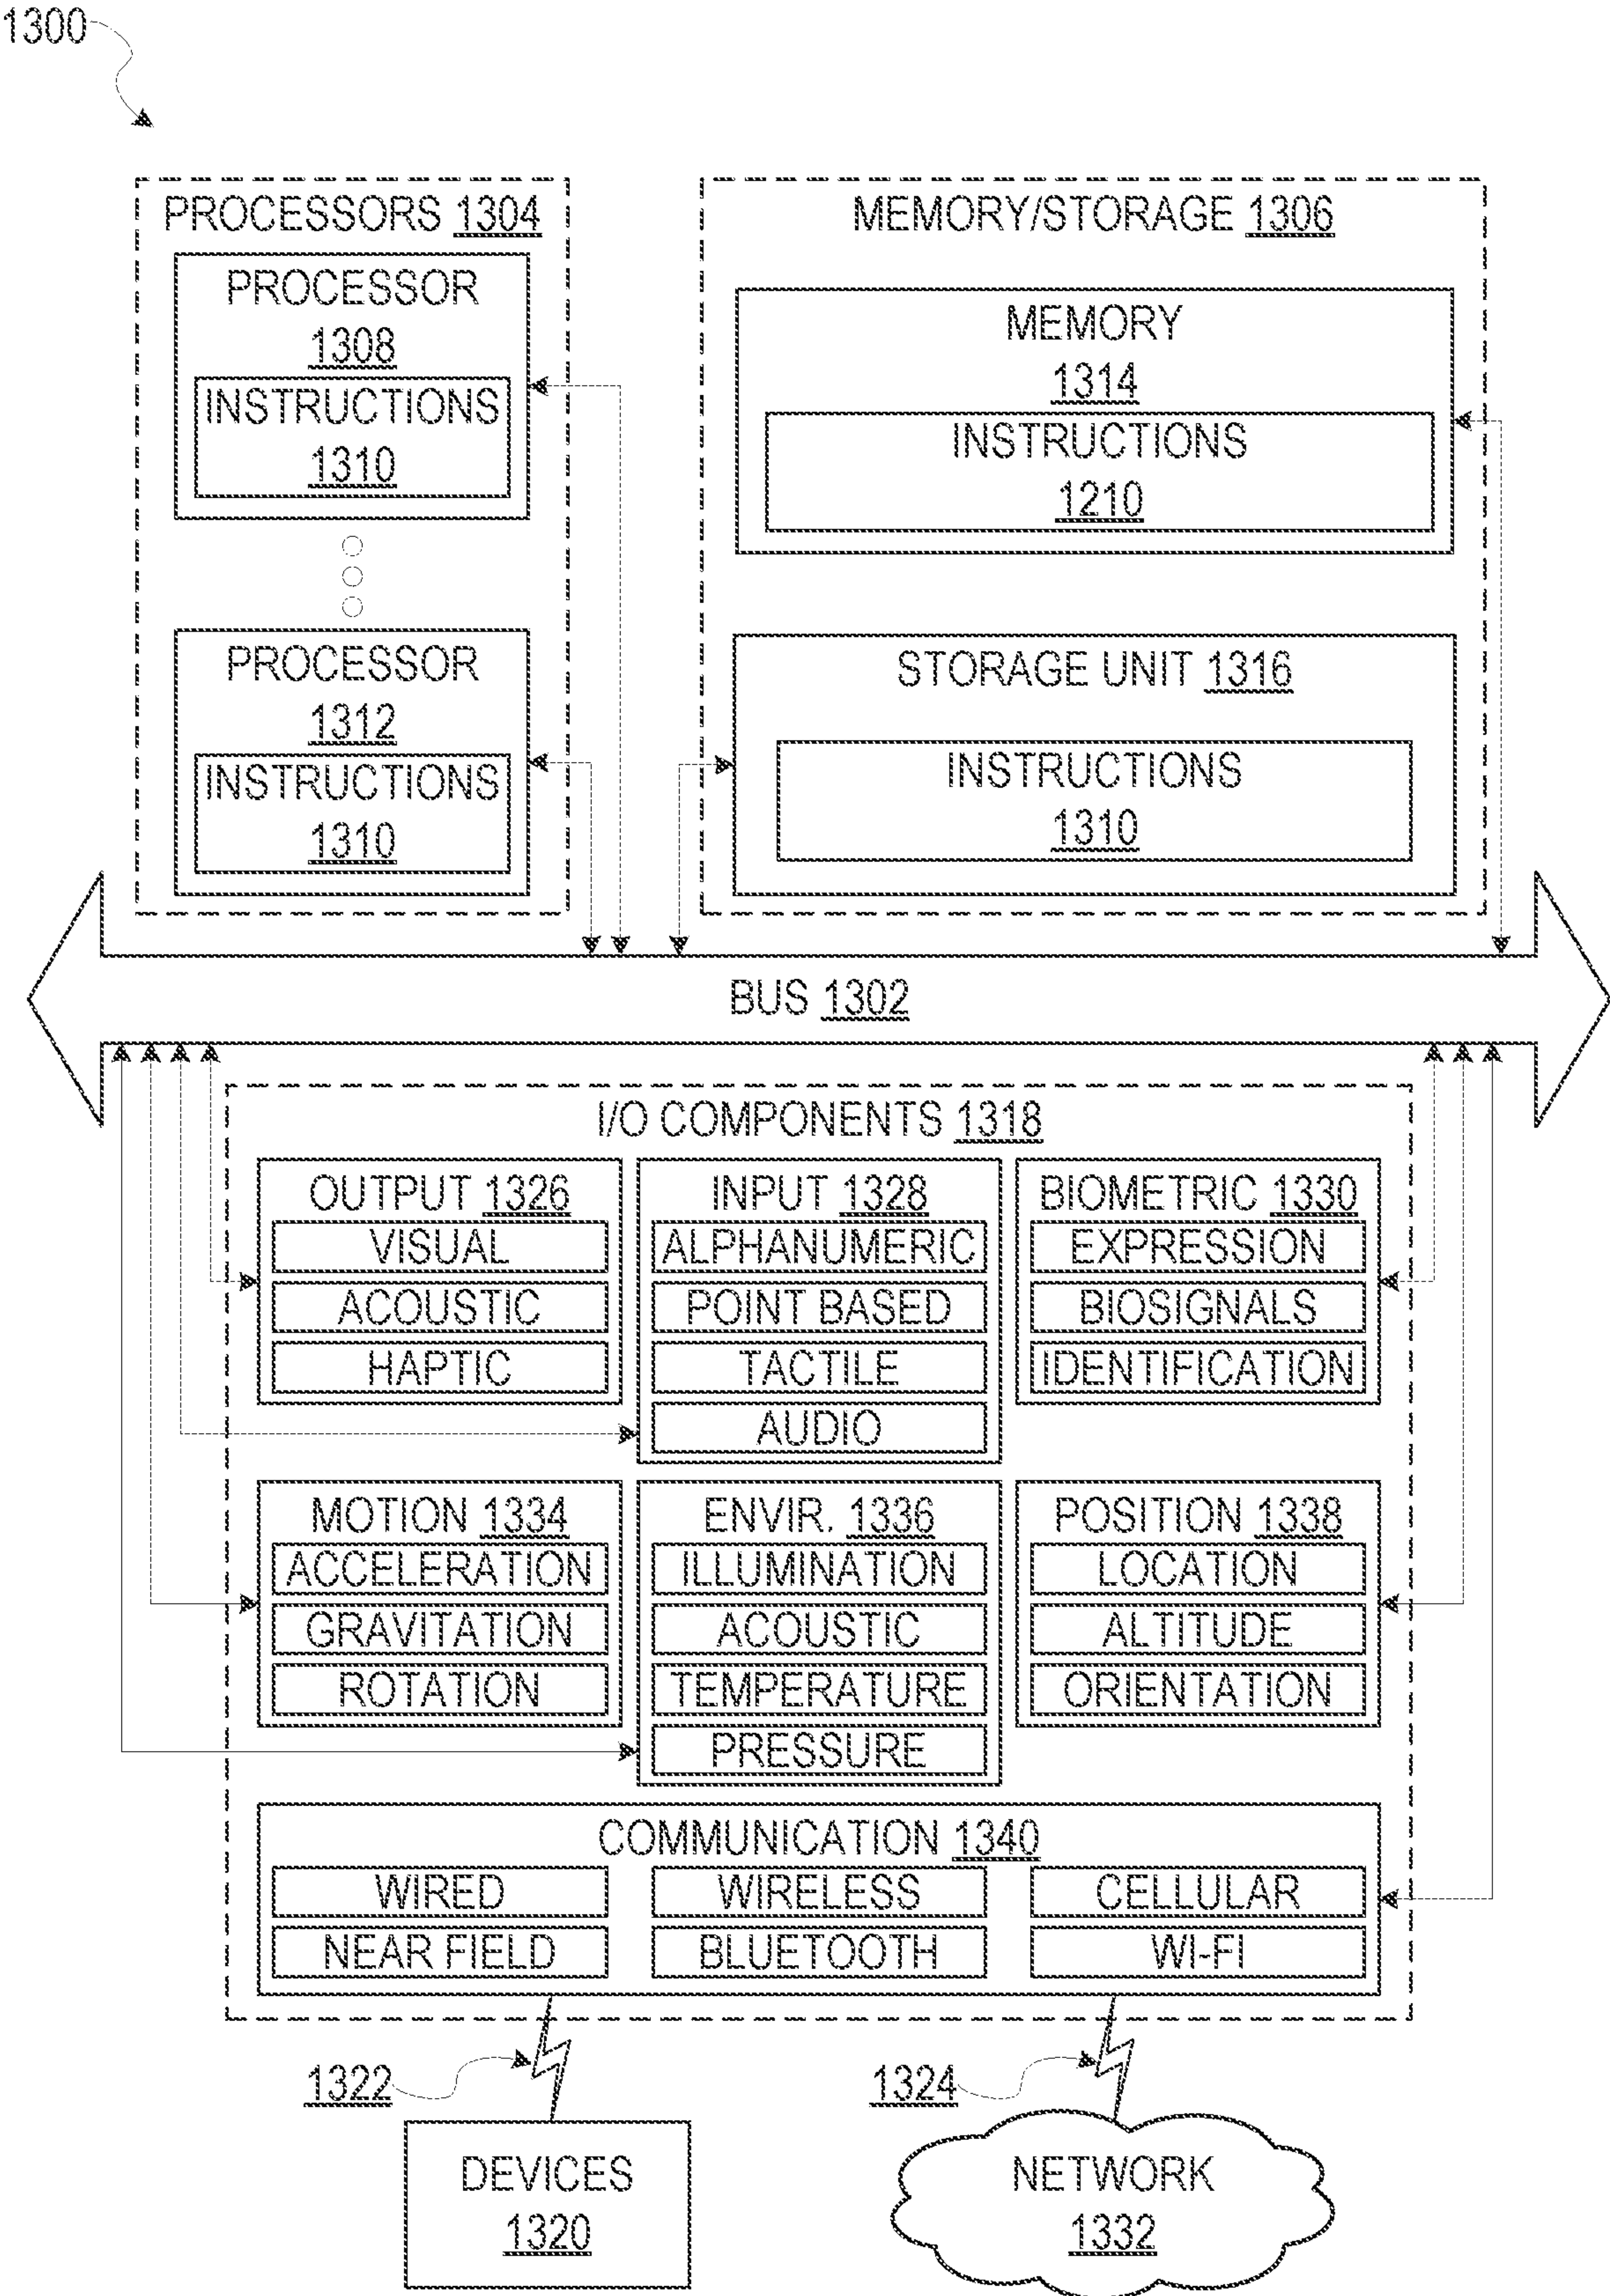 1300
PROCESSORS 1304
PROCESSOR
1308
INSTRUCTIONS
1310
PROCESSOR
1312
INSTRUCTIONS
1310
MEMORY/STORAGE 1306
MEMORY
1314
INSTRUCTIONS
1210
STORAGE UNIT 1316
INSTRUCTIONS
1310
BUS 1302
I/O COMPONENTS 1318
OUTPUT 1326
VISUAL
ACOUSTIC
HAPTIC
INPUT 1328
ALPHANUMERIC
POINT BASED
TACTILE
AUDIO
BIOMETRIC 1330
EXPRESSION
BIOSIGNALS
IDENTIFICATION
MOTION 1334
ACCELERATION
GRAVITATION
ROTATION
ENVIR. 1336
ILLUMINATION
ACOUSTIC
TEMPERATURE
PRESSURE
POSITION 1338
LOCATION
ALTITUDE
ORIENTATION
COMMUNICATION 1340
WIRED
WIRELESS
CELLULAR
NEAR FIELD
BLUETOOTH
WI-FI
1322
1324
DEVICES
1320
NETWORK
1332